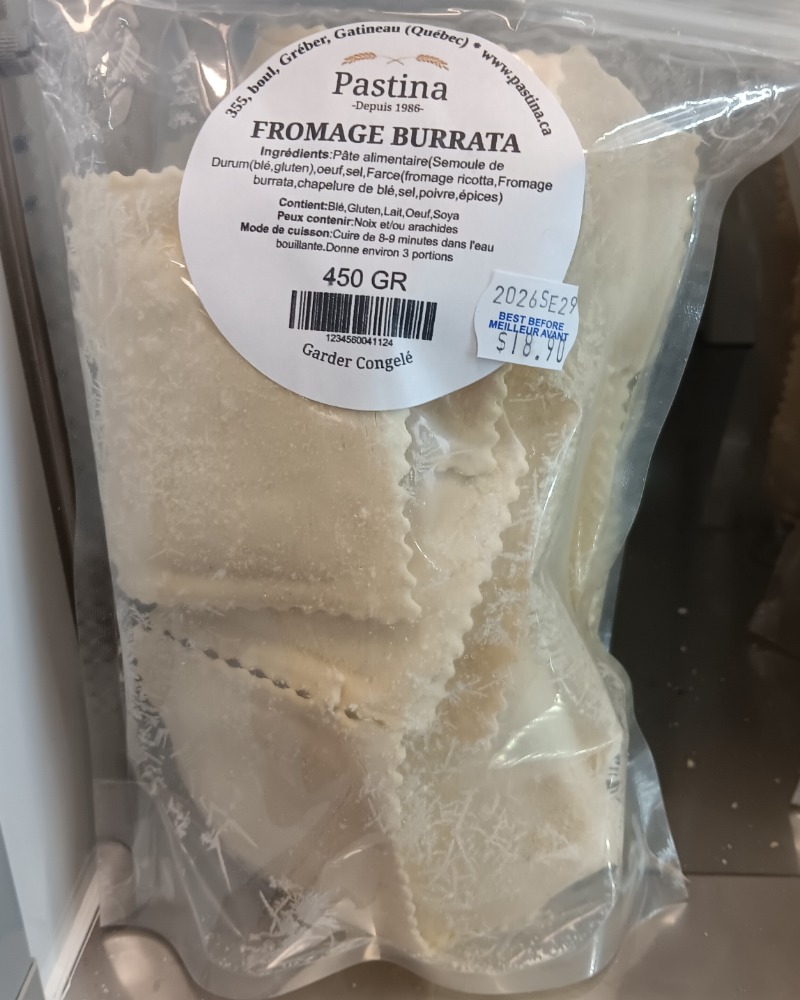 355, boul, Gréber, Gatineau (Québec) * www.pastina.ca
Pastina
-Depuis 1986-
FROMAGE BURRATA
Ingrédients:Pâte alimentaire(Semoule de
Durum(blé,gluten),oeuf,sel,Farce(fromage ricotta,Fromage
burrata,chapelure de blé,sel,poivre,épices)
Contient:Blé,Gluten,Lait,Oeuf,Soya
Peux contenir:Noix et/ou arachides
Mode de cuisson:Cuire de 8-9 minutes dans l'eau
bouillante.Donne environ 3 portions
450 GR
1234560041124
Garder Congelé
2026SE29
BEST BEFORE
MEILLEUR AVANT
$18.90